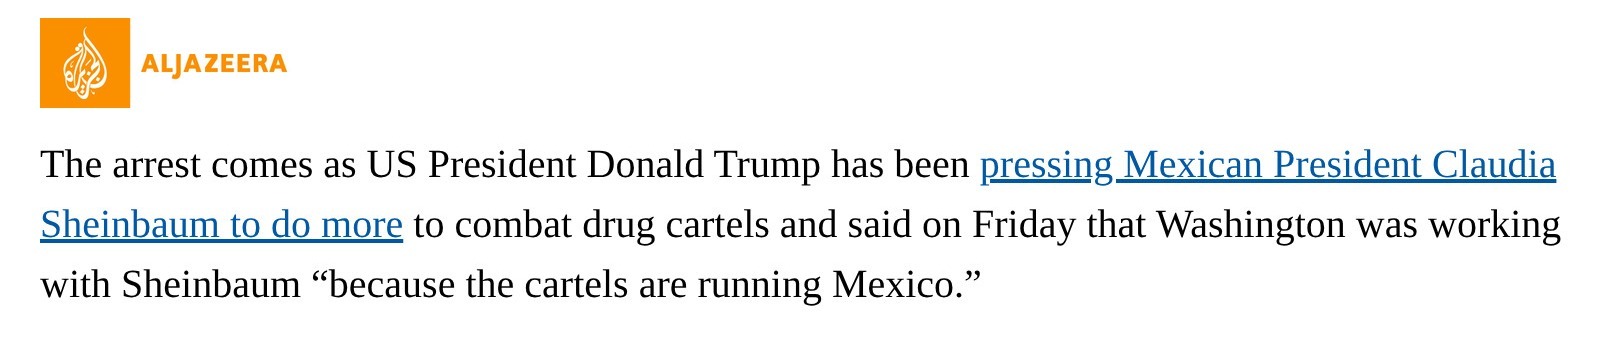 ALJAZEERA
The arrest comes as US President Donald Trump has been pressing Mexican President Claudia
Sheinbaum to do more to combat drug cartels and said on Friday that Washington was working
with Sheinbaum “because the cartels are running Mexico.”